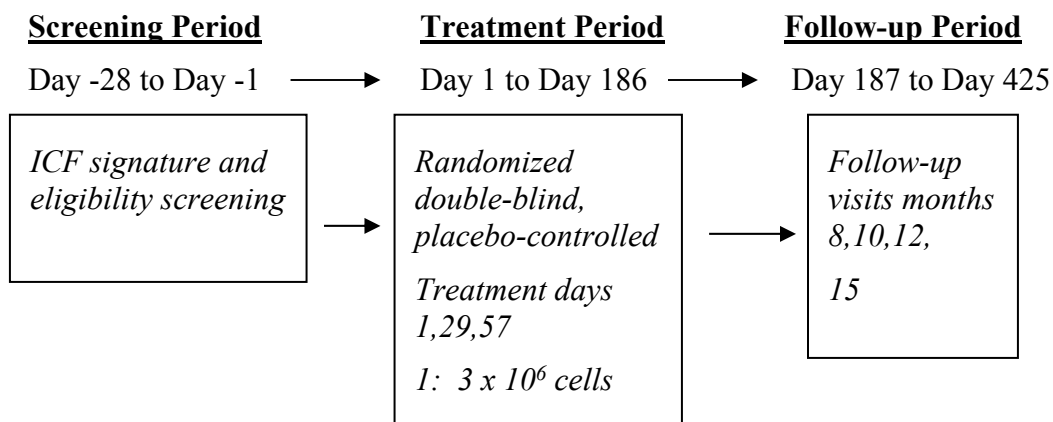 Screening Period
Day -28 to Day -1
ICF signature and
eligibility screening
Treatment Period
Day 1 to Day 186
Randomized
double-blind,
placebo-controlled
Treatment days
1,29,57
1: 3 x 10⁶ cells
Follow-up Period
Day 187 to Day 425
Follow-up
visits months
8,10,12,
15